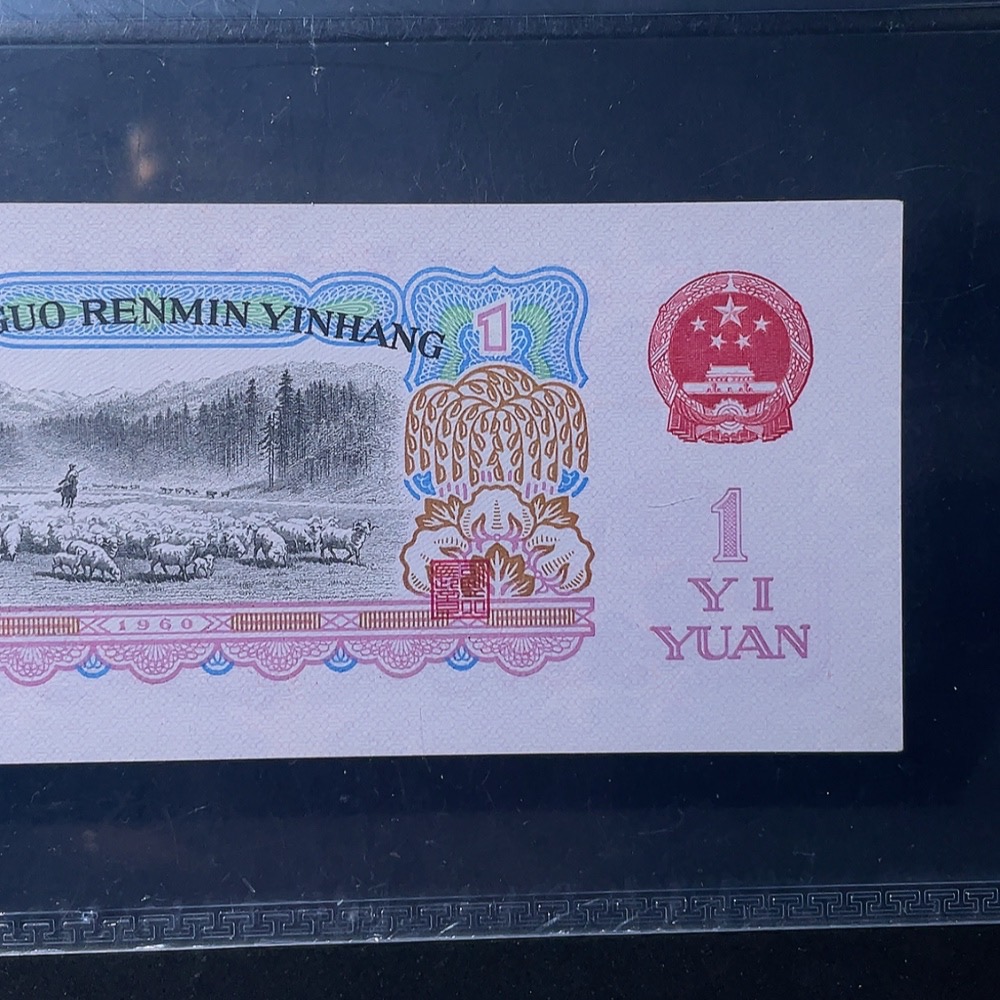 GUO RENMIN YINHANG
1
1
YI
YUAN
1960